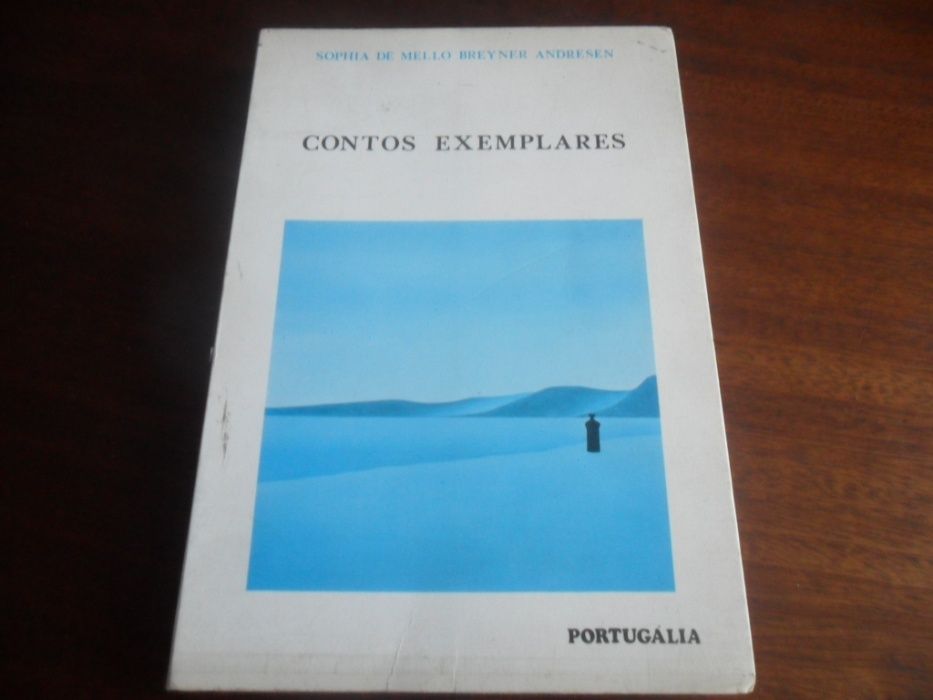 SOPHIA DE MELLO BREYNER ANDRESEN
CONTOS EXEMPLARES
PORTUGÁLIA